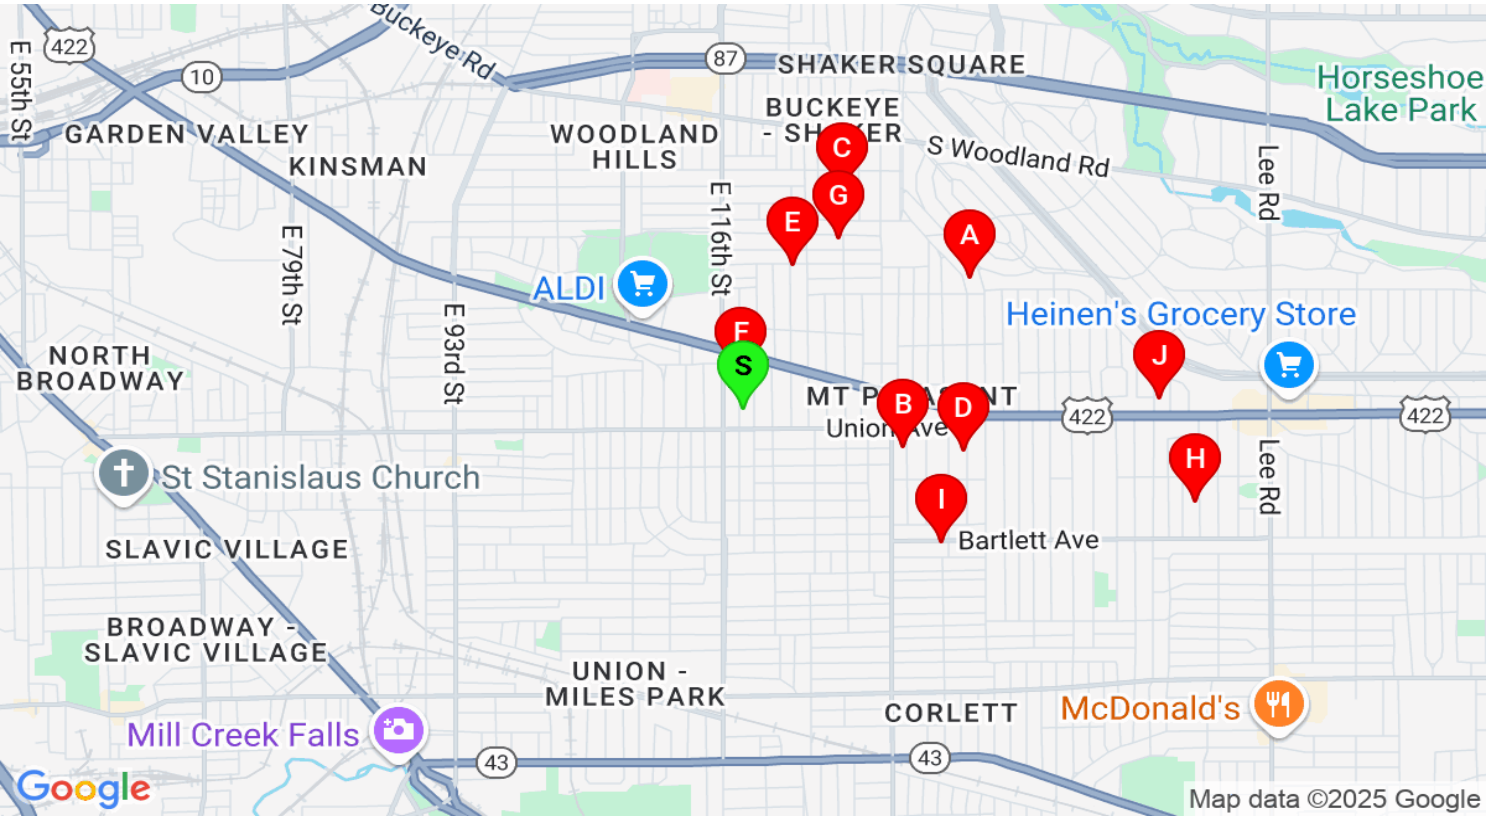 Buckeye Rd
E 55th St
422
10
87
SHAKER SQUARE
Horseshoe
Lake Park
GARDEN VALLEY
KINSMAN
WOODLAND
HILLS
BUCKEYE
- SHAKER
S Woodland Rd
Lee Rd
C
G
E
A
E 79th St
E 116th St
ALDI
Heinen's Grocery Store
NORTH
BROADWAY
E 93rd St
F
S
J
MT PLEASANT
B
D
422
422
Union Ave
St Stanislaus Church
H
Lee Rd
I
Bartlett Ave
SLAVIC VILLAGE
BROADWAY -
SLAVIC VILLAGE
UNION -
MILES PARK
CORLETT
McDonald's
Mill Creek Falls
43
43
Google
Map data ©2025 Google